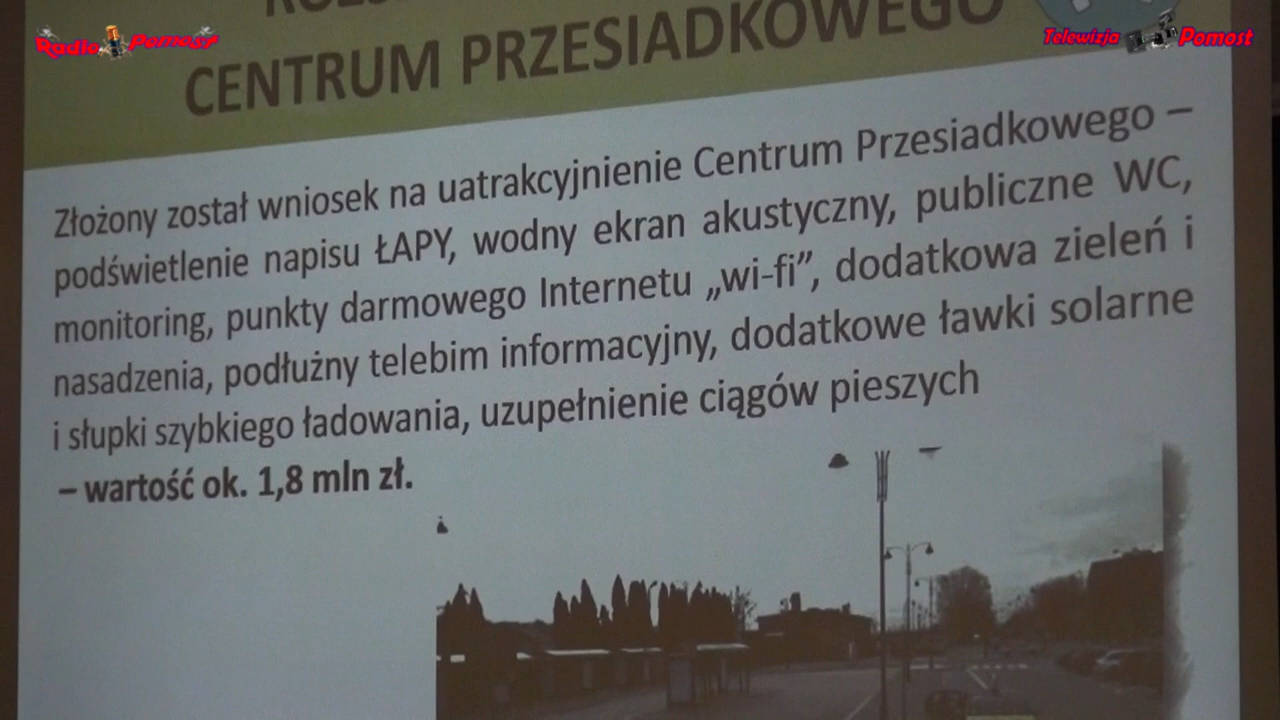 Radio Pomost
Telewizja Pomost
CENTRUM PRZESIADKOWEGO
Złożony został wniosek na uatrakcyjnienie Centrum Przesiadkowego –
podświetlenie napisu ŁAPY, wodny ekran akustyczny, publiczne WC,
monitoring, punkty darmowego Internetu „wi-fi”, dodatkowa zieleń i
nasadzenia, podłużny telebim informacyjny, dodatkowe ławki solarne
i słupki szybkiego ładowania, uzupełnienie ciągów pieszych
– wartość ok. 1,8 mln zł.